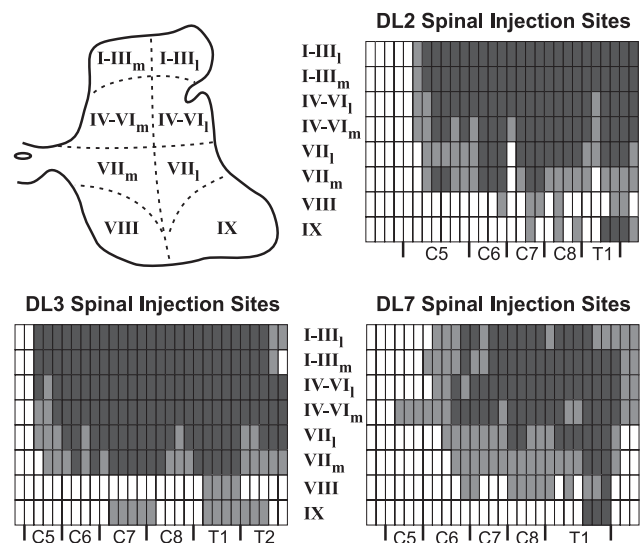 I-IIIm I-IIIl
IV-VIm IV-VIl
VIIm VIIl
VIII IX
DL2 Spinal Injection Sites
I-IIIl
I-IIIm
IV-VIl
IV-VIm
VIIl
VIIm
VIII
IX
C5 C6 C7 C8 T1
DL3 Spinal Injection Sites
C5 C6 C7 C8 T1 T2
I-IIIl
I-IIIm
IV-VIl
IV-VIm
VIIl
VIIm
VIII
IX
DL7 Spinal Injection Sites
C5 C6 C7 C8 T1